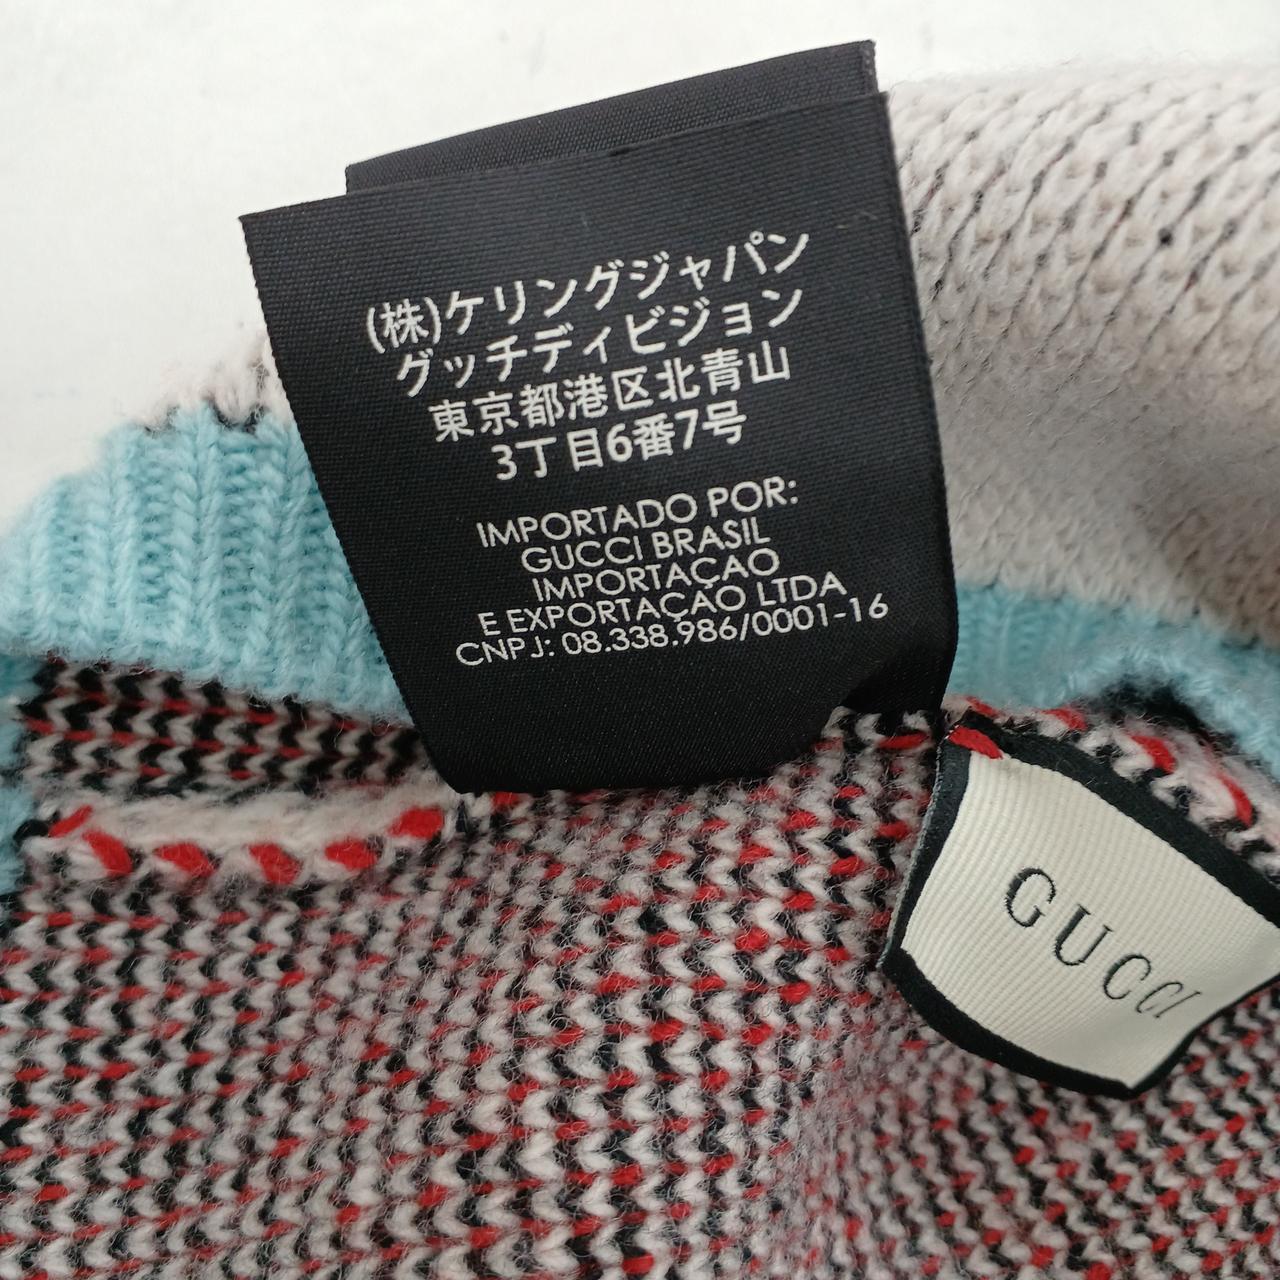 (株)ケリングジャパン
グッチディビジョン
東京都港区北青山
3丁目6番7号
IMPORTADO POR:
GUCCI BRASIL
IMPORTAÇAO
E EXPORTAÇAO LTDA
CNPJ: 08.338.986/0001-16
GUCCI